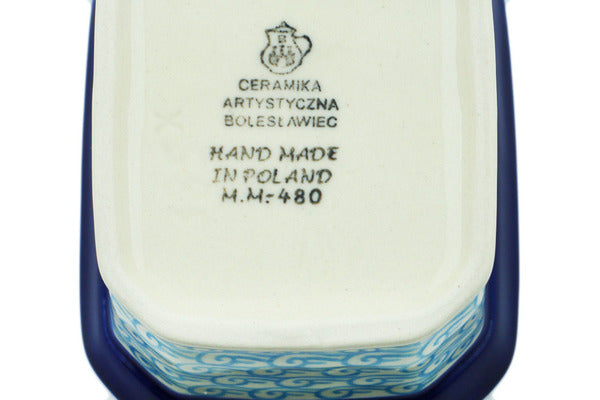 CERAMIKA
ARTYSTYCZNA
BOLESŁAWIEC
HAND MADE
IN POLAND
M.M.-480